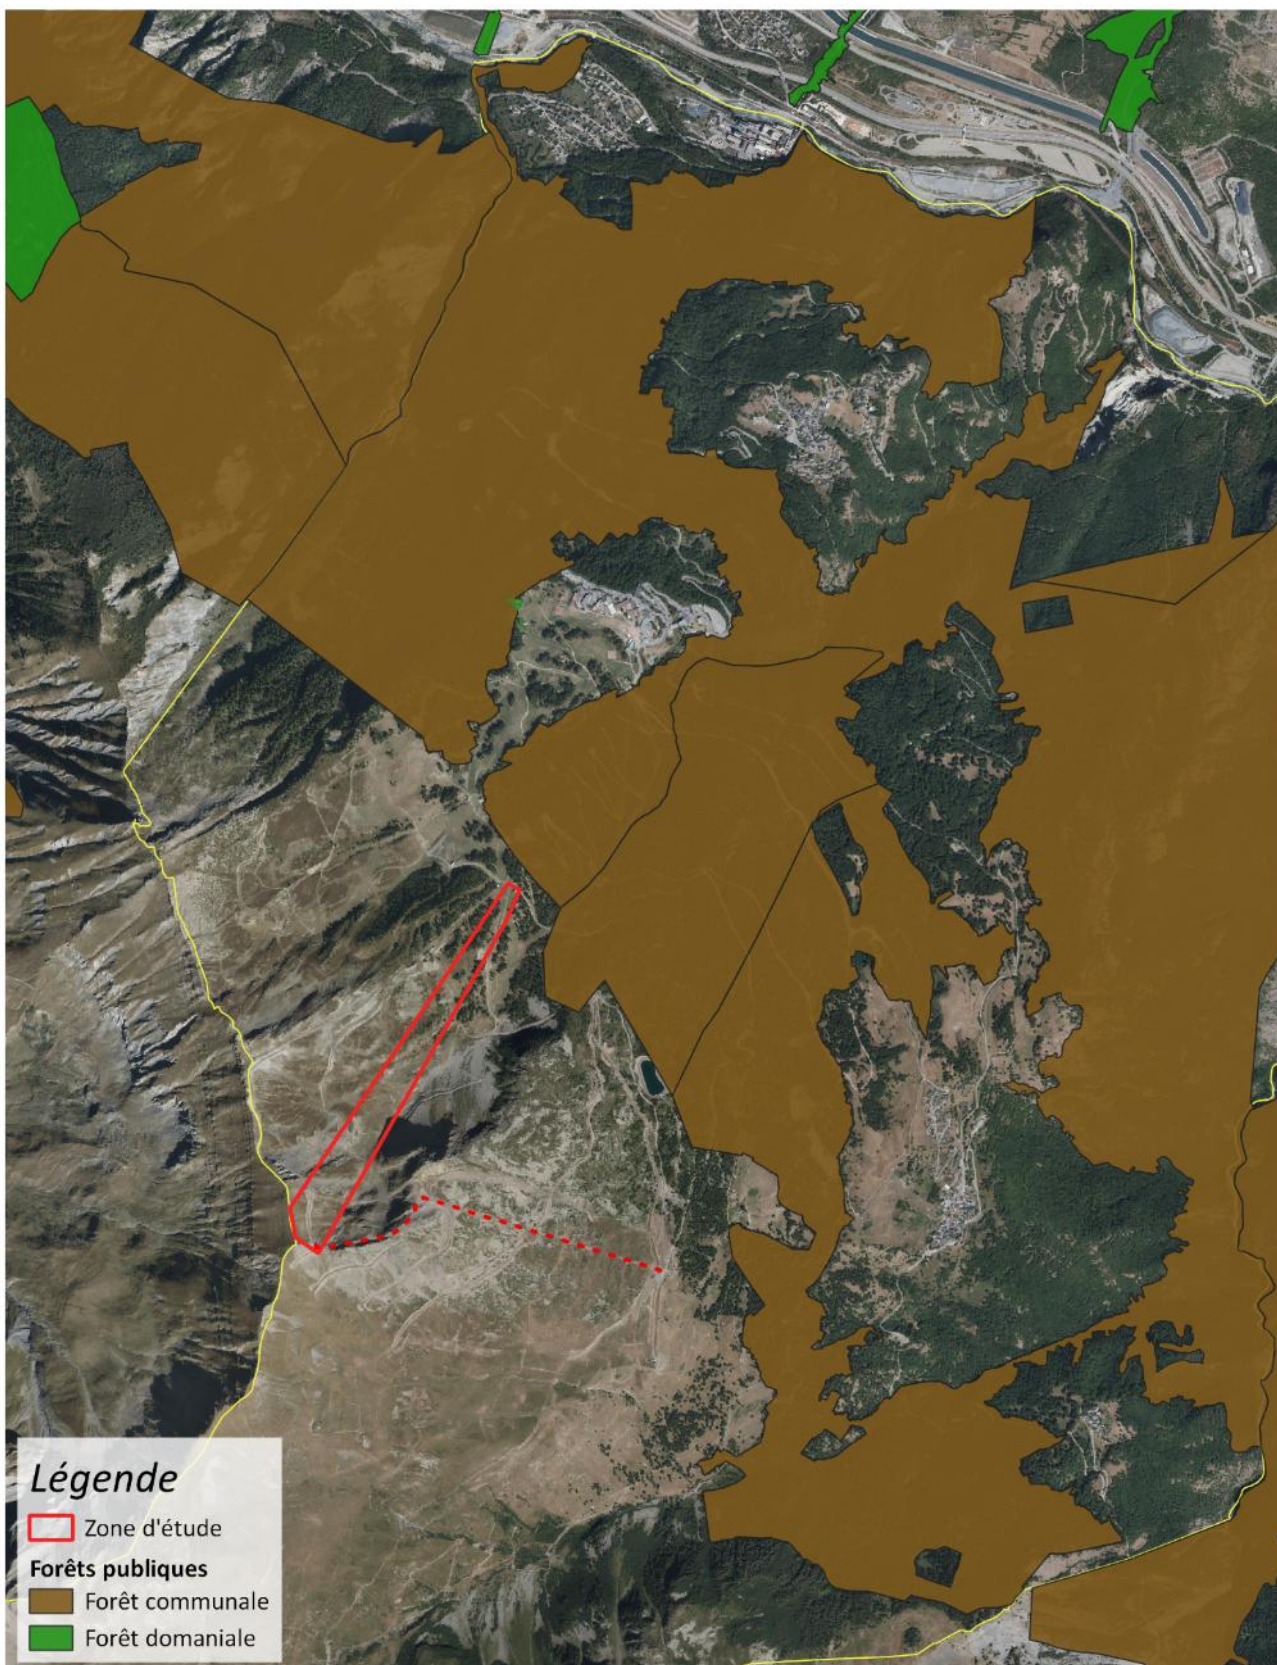 Légende
Zone d'étude
Forêts publiques
Forêt communale
Forêt domaniale